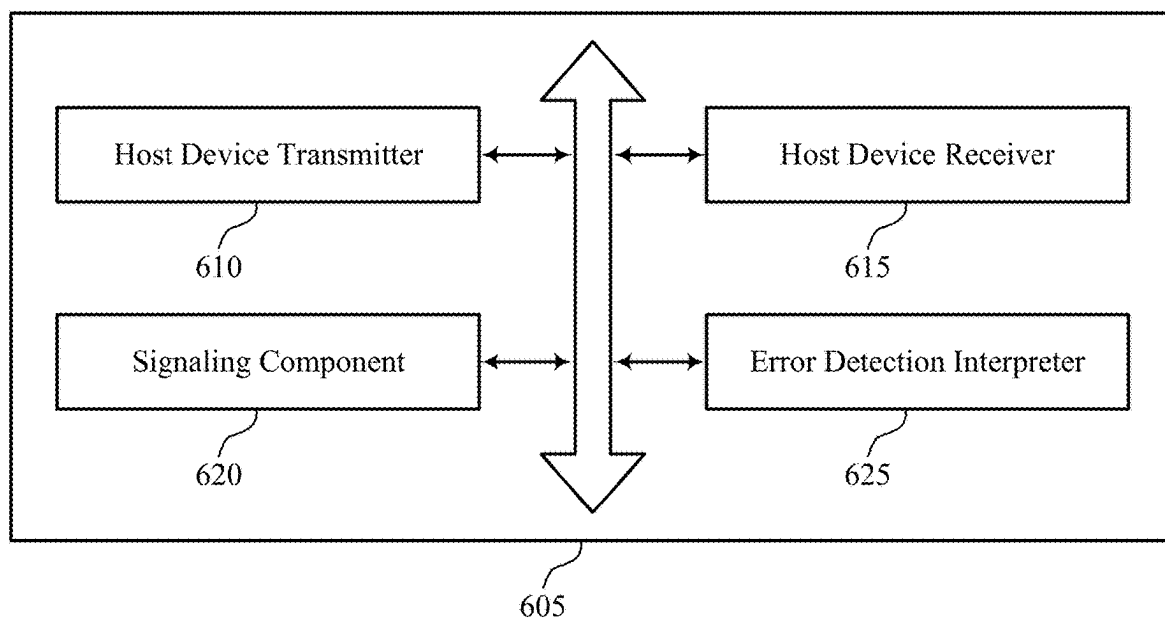 Host Device Transmitter
Host Device Receiver
610
615
Signaling Component
Error Detection Interpreter
620
625
605